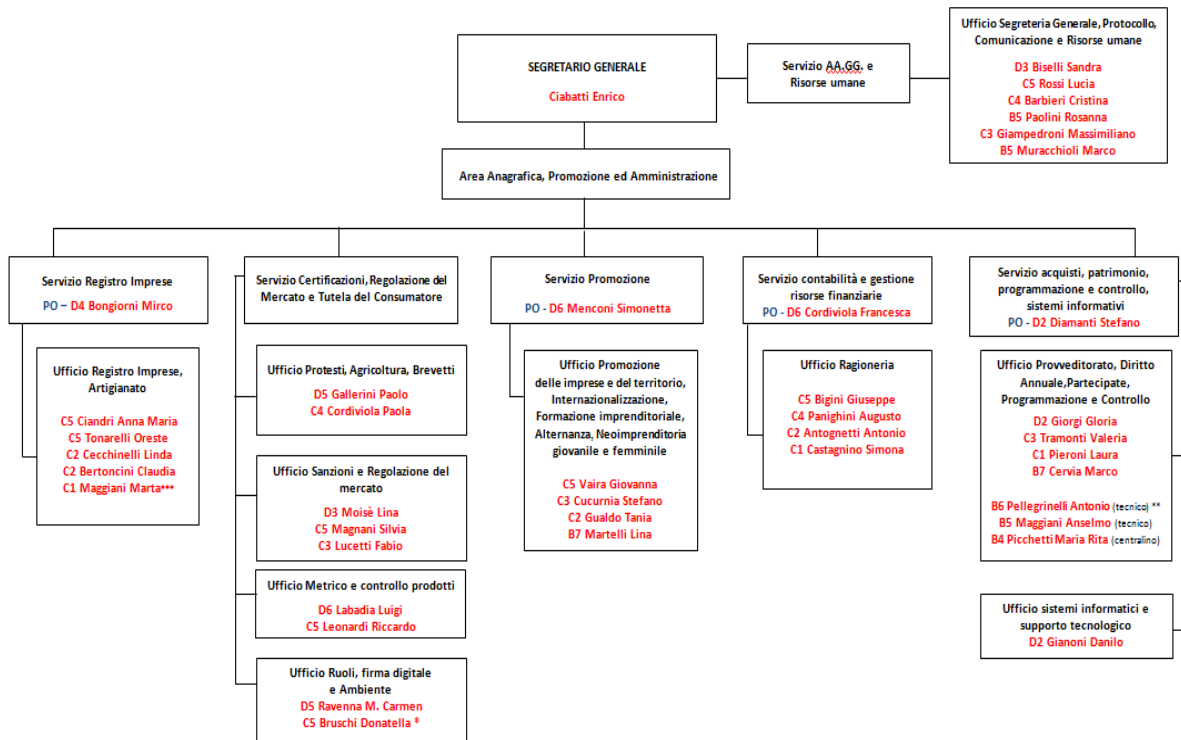 SEGRETARIO GENERALE
Ciabatti Enrico
Servizio AA.GG. e
Risorse umane
Ufficio Segreteria Generale, Protocollo,
Comunicazione e Risorse umane
D3 Biselli Sandra
C5 Rossi Lucia
C4 Barbieri Cristina
B5 Paolini Rosanna
C3 Giampedroni Massimiliano
B5 Muracchioli Marco
Area Anagrafica, Promozione ed Amministrazione
Servizio Registro Imprese
PO – D4 Bongiorni Mirco
Ufficio Registro Imprese,
Artigianato
C5 Ciandri Anna Maria
C5 Tonarelli Oreste
C2 Cecchinelli Linda
C2 Bertoncini Claudia
C1 Maggiani Marta***
Servizio Certificazioni, Regolazione del
Mercato e Tutela del Consumatore
Ufficio Protesti, Agricoltura, Brevetti
D5 Gallerini Paolo
C4 Cordiviola Paola
Ufficio Sanzioni e Regolazione del
mercato
D3 Moisè Lina
C5 Magnani Silvia
C3 Lucetti Fabio
Ufficio Metrico e controllo prodotti
D6 Labadia Luigi
C5 Leonardi Riccardo
Ufficio Ruoli, firma digitale
e Ambiente
D5 Ravenna M. Carmen
C5 Bruschi Donatella *
Servizio Promozione
PO - D6 Menconi Simonetta
Ufficio Promozione
delle imprese e del territorio,
Internazionalizzazione,
Formazione imprenditoriale,
Alternanza, Neoimprenditoria
giovanile e femminile
C5 Vaira Giovanna
C3 Cucurnia Stefano
C2 Gualdo Tania
B7 Martelli Lina
Servizio contabilità e gestione
risorse finanziarie
PO - D6 Cordiviola Francesca
Ufficio Ragioneria
C5 Bigini Giuseppe
C4 Panighini Augusto
C2 Antognetti Antonio
C1 Castagnino Simona
Servizio acquisti, patrimonio,
programmazione e controllo,
sistemi informativi
PO - D2 Diamanti Stefano
Ufficio Provveditorato, Diritto
Annuale,Partecipate,
Programmazione e Controllo
D2 Giorgi Gloria
C3 Tramonti Valeria
C1 Pieroni Laura
B7 Cervia Marco
B6 Pellegrinelli Antonio (tecnico) **
B5 Maggiani Anselmo (tecnico)
B4 Picchetti Maria Rita (centralino)
Ufficio sistemi informatici e
supporto tecnologico
D2 Gianoni Danilo